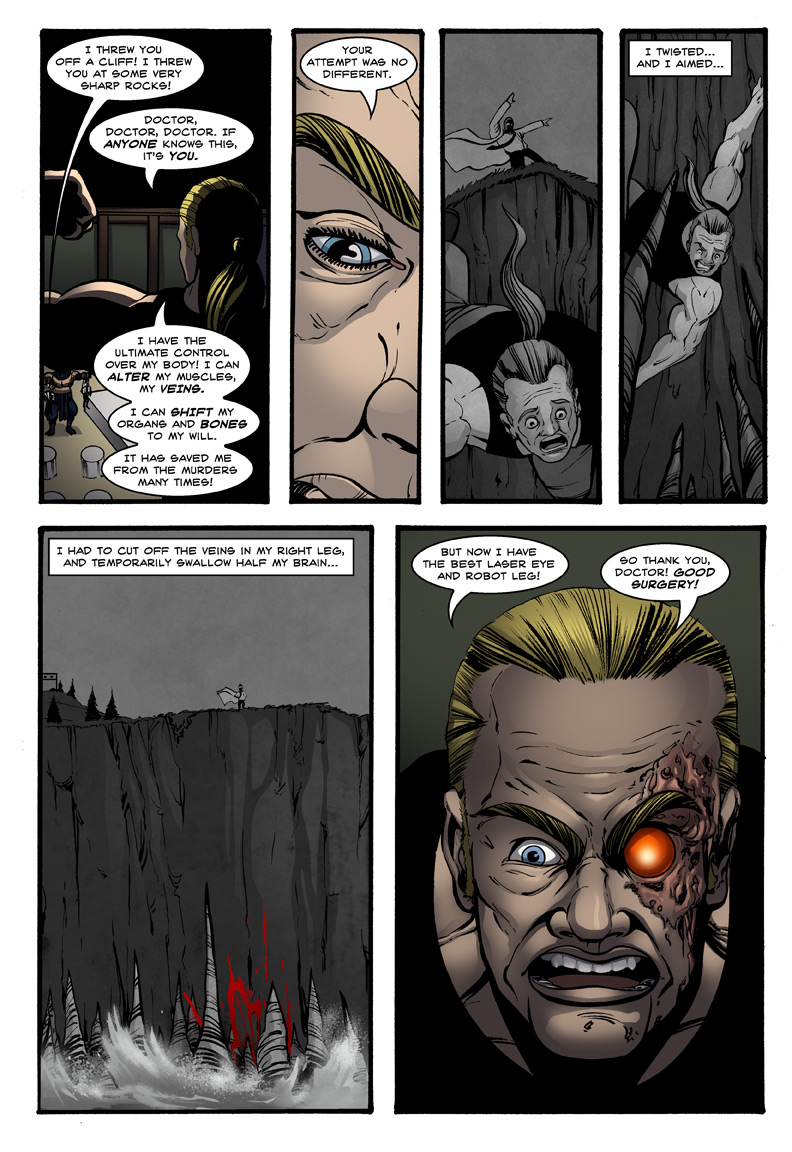 I THREW YOU
OFF A CLIFF! I THREW
YOU AT SOME VERY
SHARP ROCKS!
DOCTOR,
DOCTOR, DOCTOR. IF
ANYONE KNOWS THIS,
IT'S YOU.
I HAVE THE
ULTIMATE CONTROL
OVER MY BODY! I CAN
ALTER MY MUSCLES,
MY VEINS.
I CAN SHIFT MY
ORGANS AND BONES
TO MY WILL.
IT HAS SAVED ME
FROM THE MURDERS
MANY TIMES!
YOUR
ATTEMPT WAS NO
DIFFERENT.
I TWISTED...
AND I AIMED...
I HAD TO CUT OFF THE VEINS IN MY RIGHT LEG,
AND TEMPORARILY SWALLOW HALF MY BRAIN...
BUT NOW I HAVE
THE BEST LASER EYE
AND ROBOT LEG!
SO THANK YOU,
DOCTOR! GOOD
SURGERY!